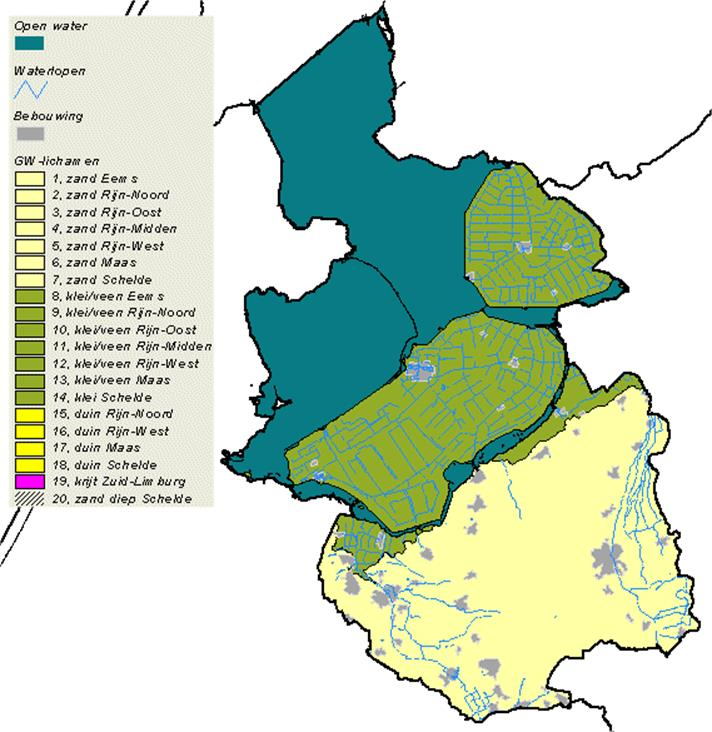 Open water
Waterlopen
Bebouwing
GW-lichamen
1, zand Eems
2, zand Rijn-Noord
3, zand Rijn-Oost
4, zand Rijn-Midden
5, zand Rijn-West
6, zand Maas
7, zand Schelde
8, klei/veen Eems
9, klei/veen Rijn-Noord
10, klei/veen Rijn-Oost
11, klei/veen Rijn-Midden
12, klei/veen Rijn-West
13, klei/veen Maas
14, klei Schelde
15, duin Rijn-Noord
16, duin Rijn-West
17, duin Maas
18, duin Schelde
19, krijt Zuid-Limburg
20, zand diep Schelde